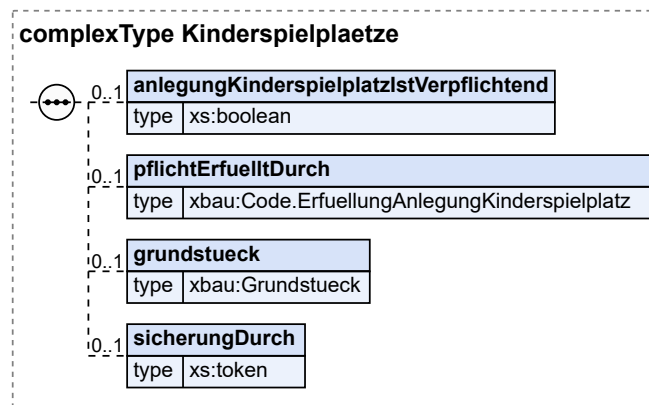 complexType Kinderspielplaetze
0..1
anlegungKinderspielplatzIstVerpflichtend
type xs:boolean
0..1
pflichtErfuelltDurch
type xbau:Code.ErfuellungAnlegungKinderspielplatz
0..1
grundstueck
type xbau:Grundstueck
0..1
sicherungDurch
type xs:token